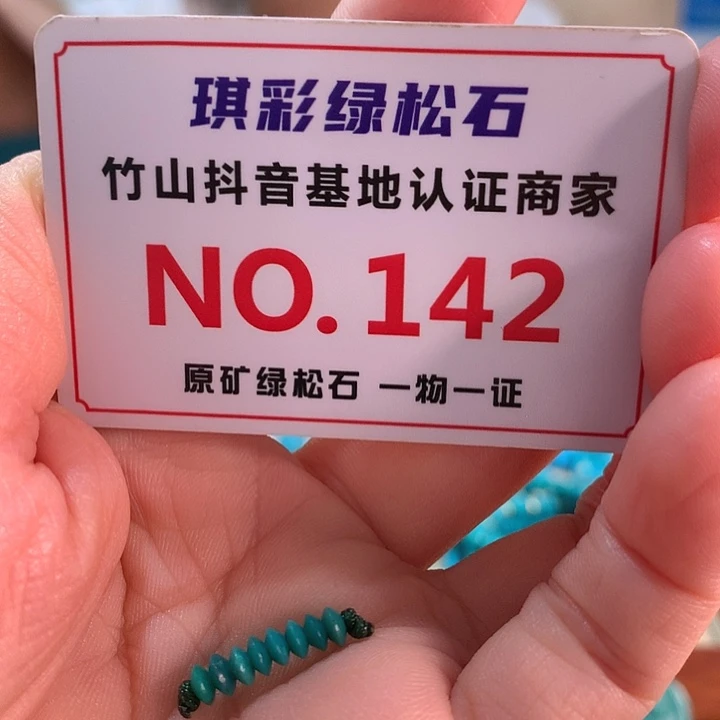 琪彩绿松石
竹山抖音基地认证商家
NO.142
原矿绿松石 一物一证